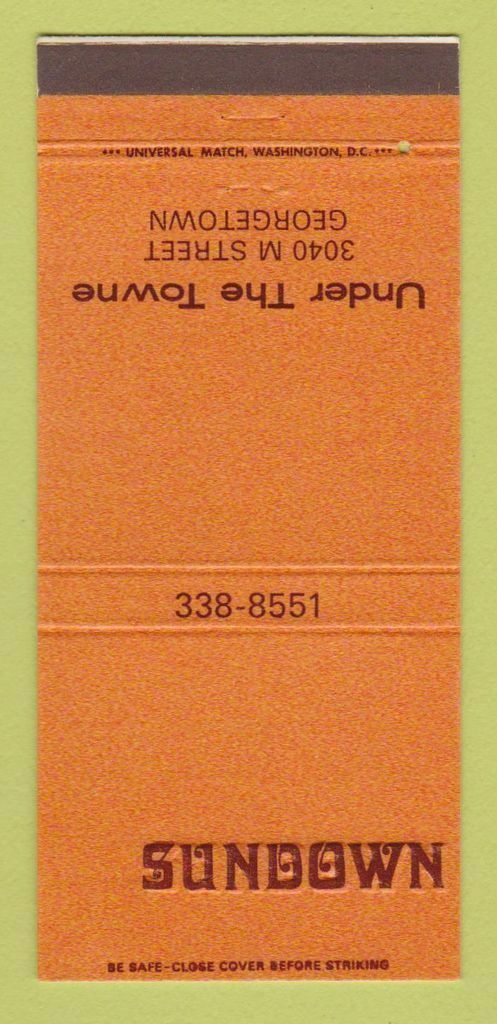 *** UNIVERSAL MATCH, WASHINGTON, D.C. ***
Under The Towne
3040 M STREET
GEORGETOWN
338-8551
SUNDOWN
BE SAFE-CLOSE COVER BEFORE STRIKING